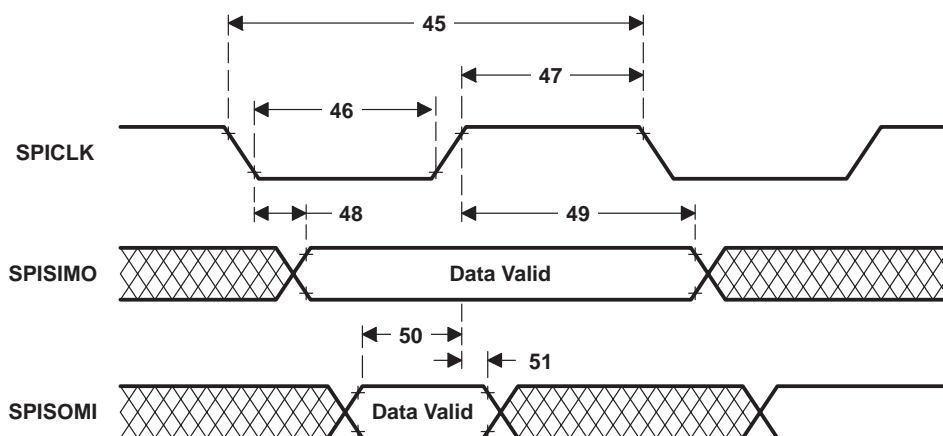 45
47
46
SPICLK
48
49
SPISIMO
Data Valid
50
51
SPISOMI
Data Valid